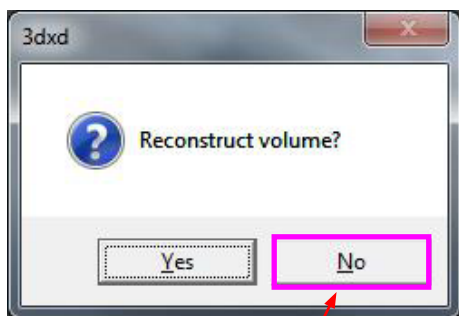 3dxd
Reconstruct volume?
Yes
No